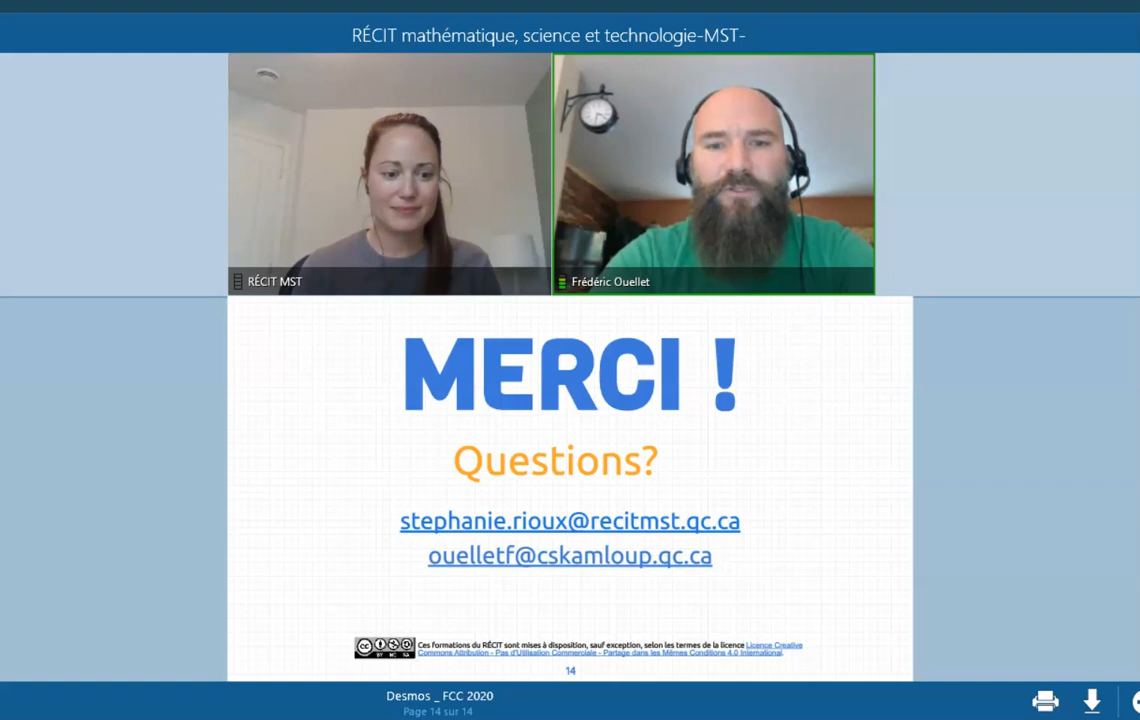 RÉCIT mathématique, science et technologie-MST-
RÉCIT MST
Frédéric Ouellet
MERCI !
Questions?
stephanie.rioux@recitmst.qc.ca
ouelletf@cskamloup.qc.ca
Ces formations du RÉCIT sont mises à disposition, sauf exception, selon les termes de la licence Licence Creative
Commons Attribution - Pas d'Utilisation Commerciale - Partage dans les Mêmes Conditions 4.0 International.
14
Desmos _ FCC 2020
Page 14 sur 14